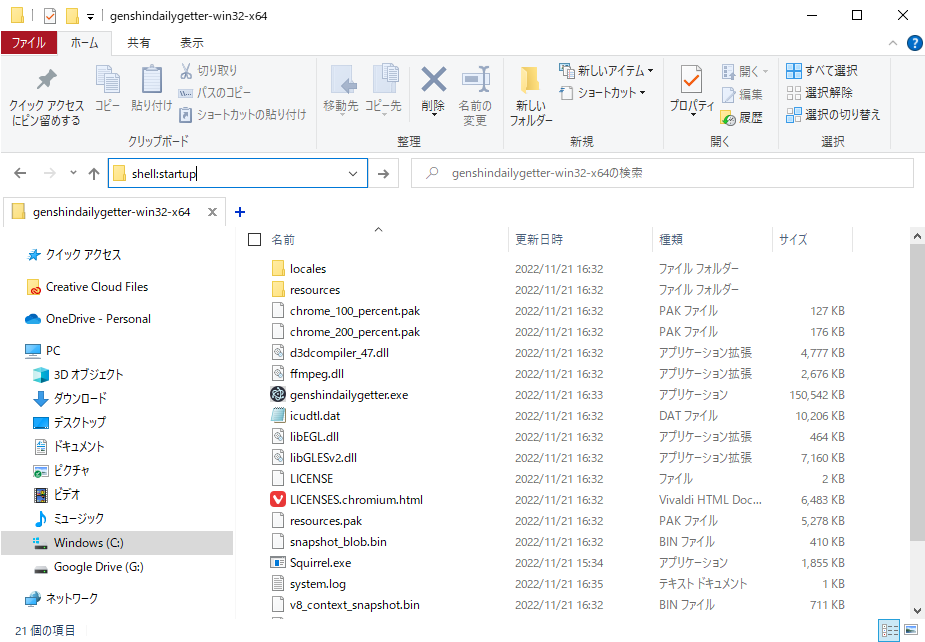 genshindailygetter-win32-x64
ファイル ホーム 共有 表示
クイック アクセス
にピン留めする
コピー
貼り付け
切り取り
パスのコピー
ショートカットの貼り付け
クリップボード
移動先
コピー先
削除
名前の
変更
整理
新しい
フォルダー
新しいアイテム
ショートカット
新規
プロパティ
開く
編集
履歴
開く
すべて選択
選択解除
選択の切り替え
選択
shell:startup
genshindailygetter-win32-x64の検索
genshindailygetter-win32-x64
クイック アクセス
Creative Cloud Files
OneDrive - Personal
PC
3D オブジェクト
ダウンロード
デスクトップ
ドキュメント
ピクチャ
ビデオ
ミュージック
Windows (C:)
Google Drive (G:)
ネットワーク
名前 更新日時 種類 サイズ
locales 2022/11/21 16:32 ファイル フォルダー
resources 2022/11/21 16:32 ファイル フォルダー
chrome_100_percent.pak 2022/11/21 16:32 PAK ファイル 127 KB
chrome_200_percent.pak 2022/11/21 16:32 PAK ファイル 176 KB
d3dcompiler_47.dll 2022/11/21 16:32 アプリケーション拡張 4,777 KB
ffmpeg.dll 2022/11/21 16:32 アプリケーション拡張 2,676 KB
genshindailygetter.exe 2022/11/21 16:33 アプリケーション 150,542 KB
icudtl.dat 2022/11/21 16:32 DAT ファイル 10,206 KB
libEGL.dll 2022/11/21 16:32 アプリケーション拡張 464 KB
libGLESv2.dll 2022/11/21 16:32 アプリケーション拡張 7,160 KB
LICENSE 2022/11/21 16:32 ファイル 2 KB
LICENSES.chromium.html 2022/11/21 16:32 Vivaldi HTML Doc... 6,483 KB
resources.pak 2022/11/21 16:32 PAK ファイル 5,278 KB
snapshot_blob.bin 2022/11/21 16:32 BIN ファイル 410 KB
Squirrel.exe 2022/11/21 15:34 アプリケーション 1,855 KB
system.log 2022/11/21 16:35 テキスト ドキュメント 1 KB
v8_context_snapshot.bin 2022/11/21 16:32 BIN ファイル 711 KB
21 個の項目